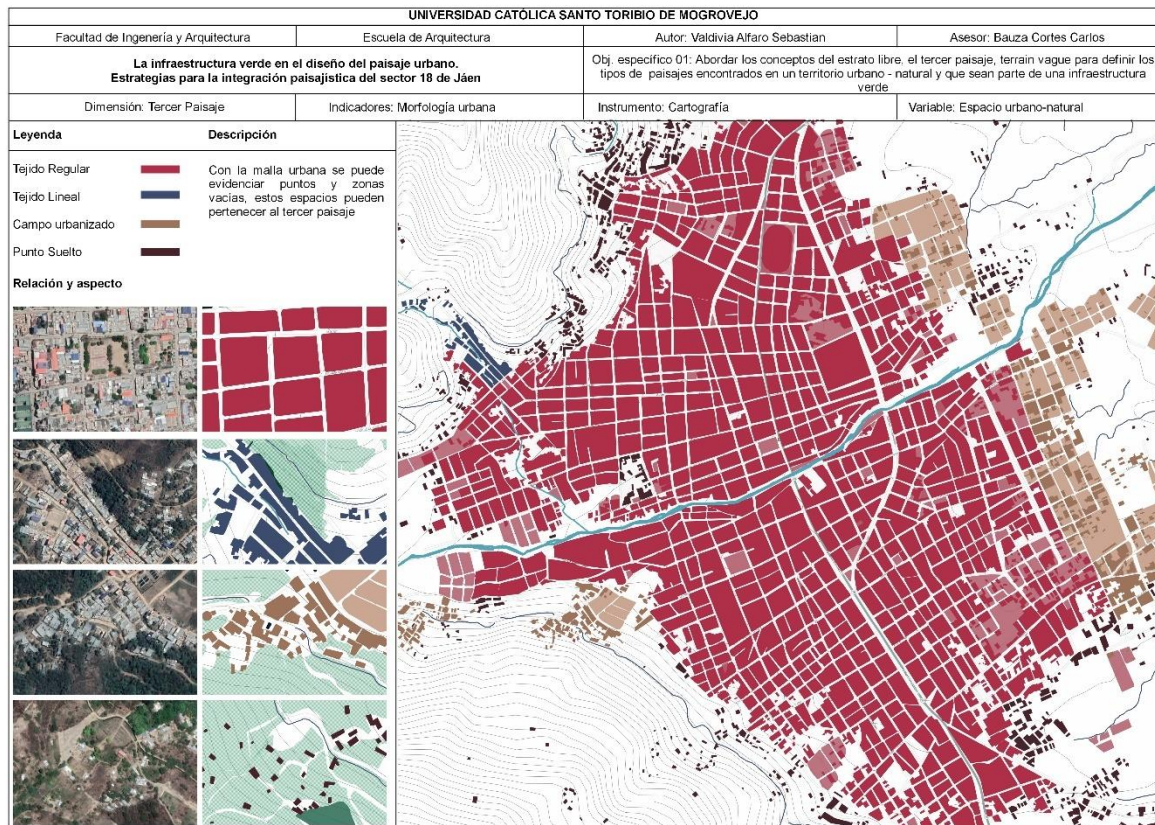 UNIVERSIDAD CATÓLICA SANTO TORIBIO DE MOGROVEJO
Facultad de Ingeniería y Arquitectura
Escuela de Arquitectura
Autor: Valdivia Alfaro Sebastian
Asesor: Bauza Cortes Carlos
La infraestructura verde en el diseño del paisaje urbano.
Estrategias para la integración paisajística del sector 18 de Jáen
Obj. específico 01: Abordar los conceptos del estrato libre, el tercer paisaje, terrain vague para definir los
tipos de paisajes encontrados en un territorio urbano - natural y que sean parte de una infraestructura
verde
Dimensión: Tercer Paisaje
Indicadores: Morfología urbana
Instrumento: Cartografía
Variable: Espacio urbano-natural
Leyenda
Tejido Regular
Tejido Lineal
Campo urbanizado
Punto Suelto
Descripción
Con la malla urbana se puede
evidenciar puntos y zonas
vacías, estos espacios pueden
pertenecer al tercer paisaje
Relación y aspecto